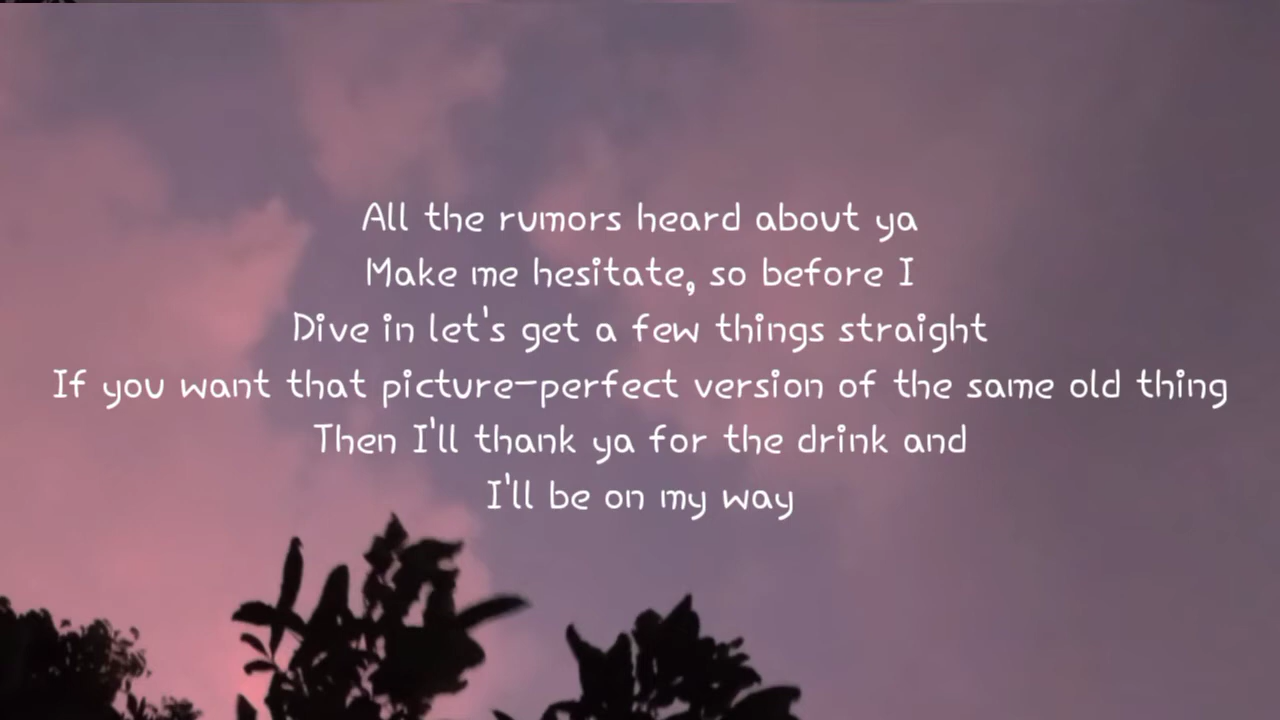 All the rumors heard about ya
Make me hesitate, so before I
Dive in let's get a few things straight
If you want that picture-perfect version of the same old thing
Then I'll thank ya for the drink and
I'll be on my way